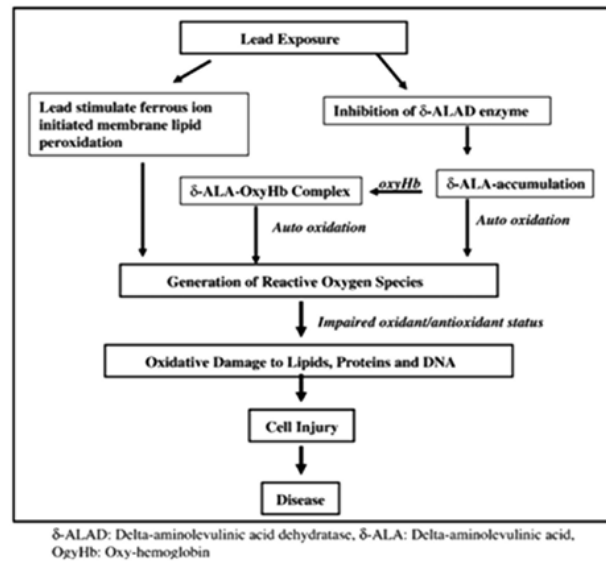 Lead Exposure
Lead stimulate ferrous ion
initiated membrane lipid
peroxidation
Inhibition of δ-ALAD enzyme
δ-ALA-OxyHb Complex
oxyHb
δ-ALA-accumulation
Auto oxidation
Auto oxidation
Generation of Reactive Oxygen Species
Impaired oxidant/antioxidant status
Oxidative Damage to Lipids, Proteins and DNA
Cell Injury
Disease
δ-ALAD: Delta-aminolevulinic acid dehydratase, δ-ALA: Delta-aminolevulinic acid,
OgyHb: Oxy-hemoglobin